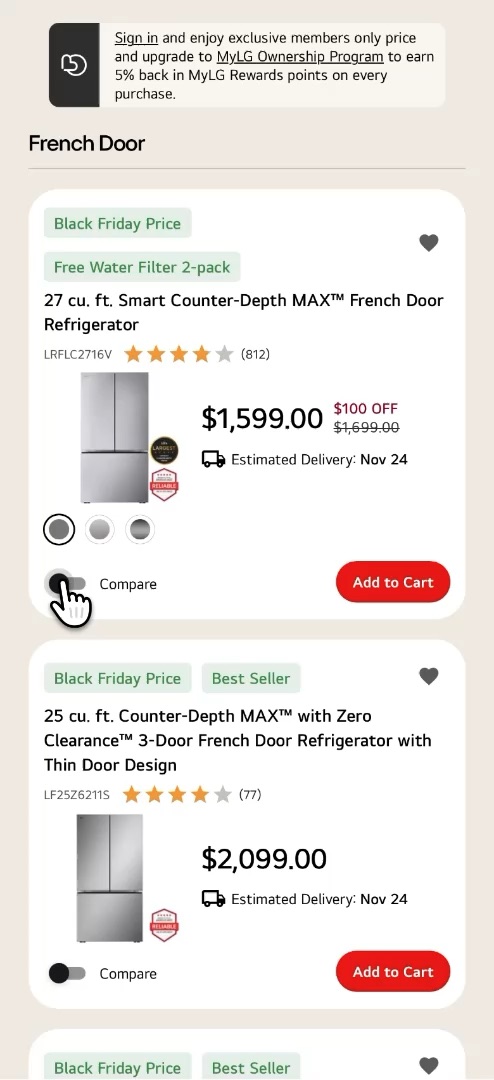 Sign in and enjoy exclusive members only price
and upgrade to MyLG Ownership Program to earn
5% back in MyLG Rewards points on every
purchase.
French Door
Black Friday Price
Free Water Filter 2-pack
27 cu. ft. Smart Counter-Depth MAX™ French Door
Refrigerator
LRFLC2716V (812)
LARGEST
RELIABLE
$1,599.00 $100 OFF
$1,699.00
Estimated Delivery: Nov 24
Compare Add to Cart
Black Friday Price Best Seller
25 cu. ft. Counter-Depth MAX™ with Zero
Clearance™ 3-Door French Door Refrigerator with
Thin Door Design
LF25Z6211S (77)
$2,099.00
Estimated Delivery: Nov 24
RELIABLE
Compare Add to Cart
Black Friday Price Best Seller